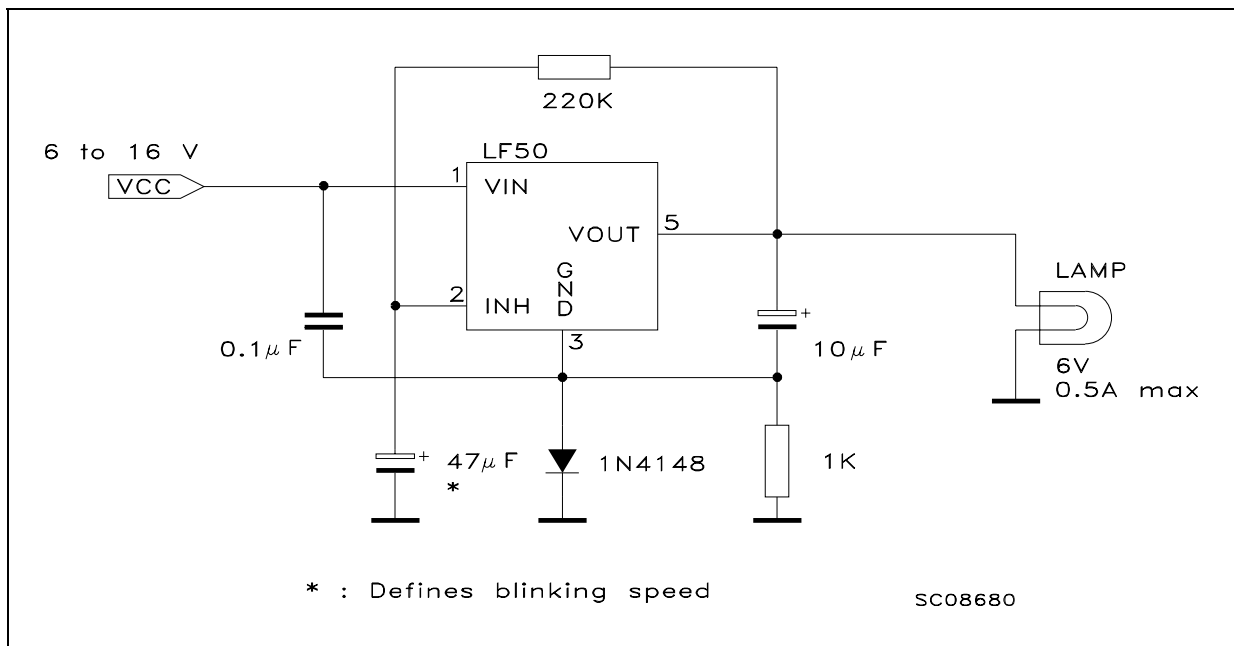 220K
6 to 16 V
VCC
LF50
1
VIN
5
VOUT
LAMP
2
INH
GND
3
0.1μF
+
10μF
6V
0.5A max
+
47μF
*
1N4148
1K
* : Defines blinking speed
SC08680